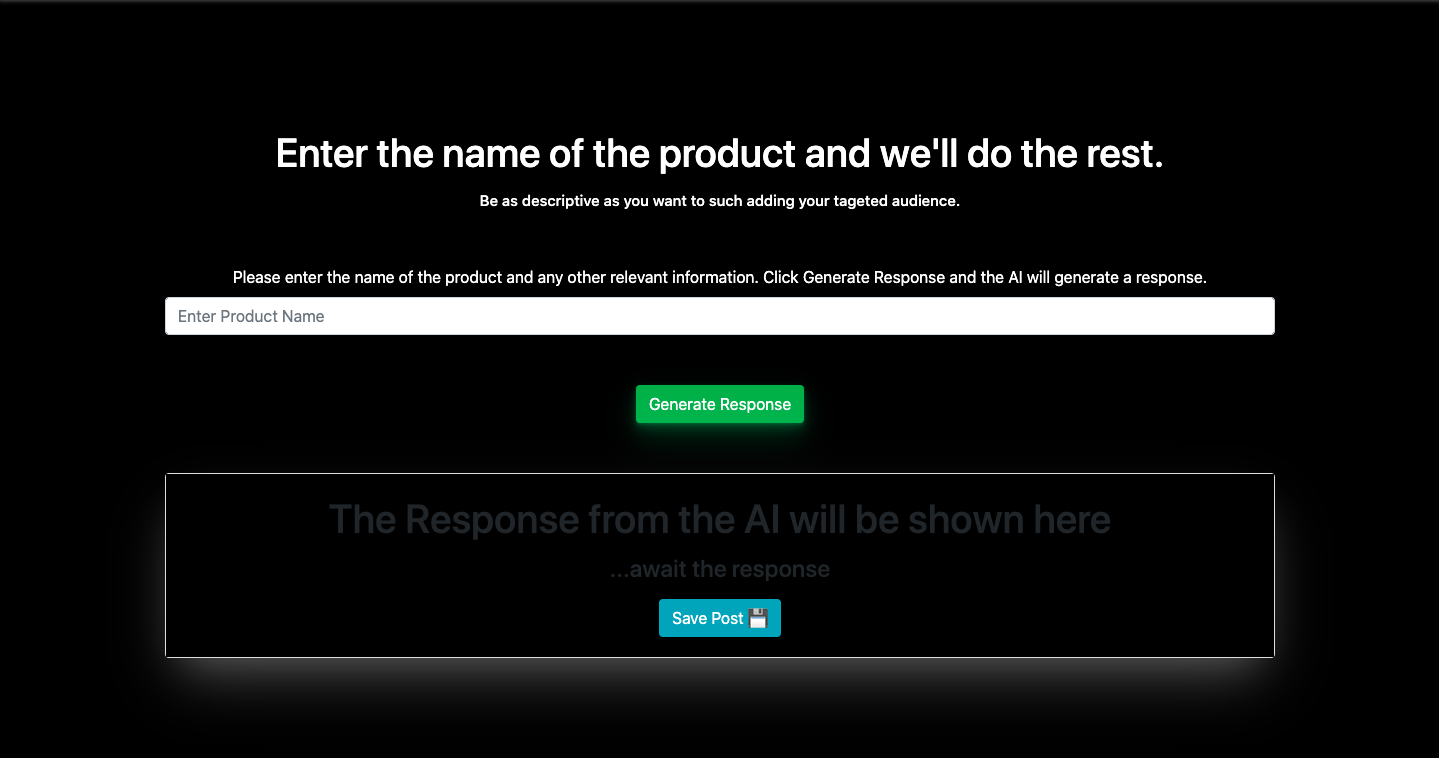 Enter the name of the product and we'll do the rest.
Be as descriptive as you want to such adding your tageted audience.
Please enter the name of the product and any other relevant information. Click Generate Response and the AI will generate a response.
Enter Product Name
Generate Response
The Response from the AI will be shown here
...await the response
Save Post 💾